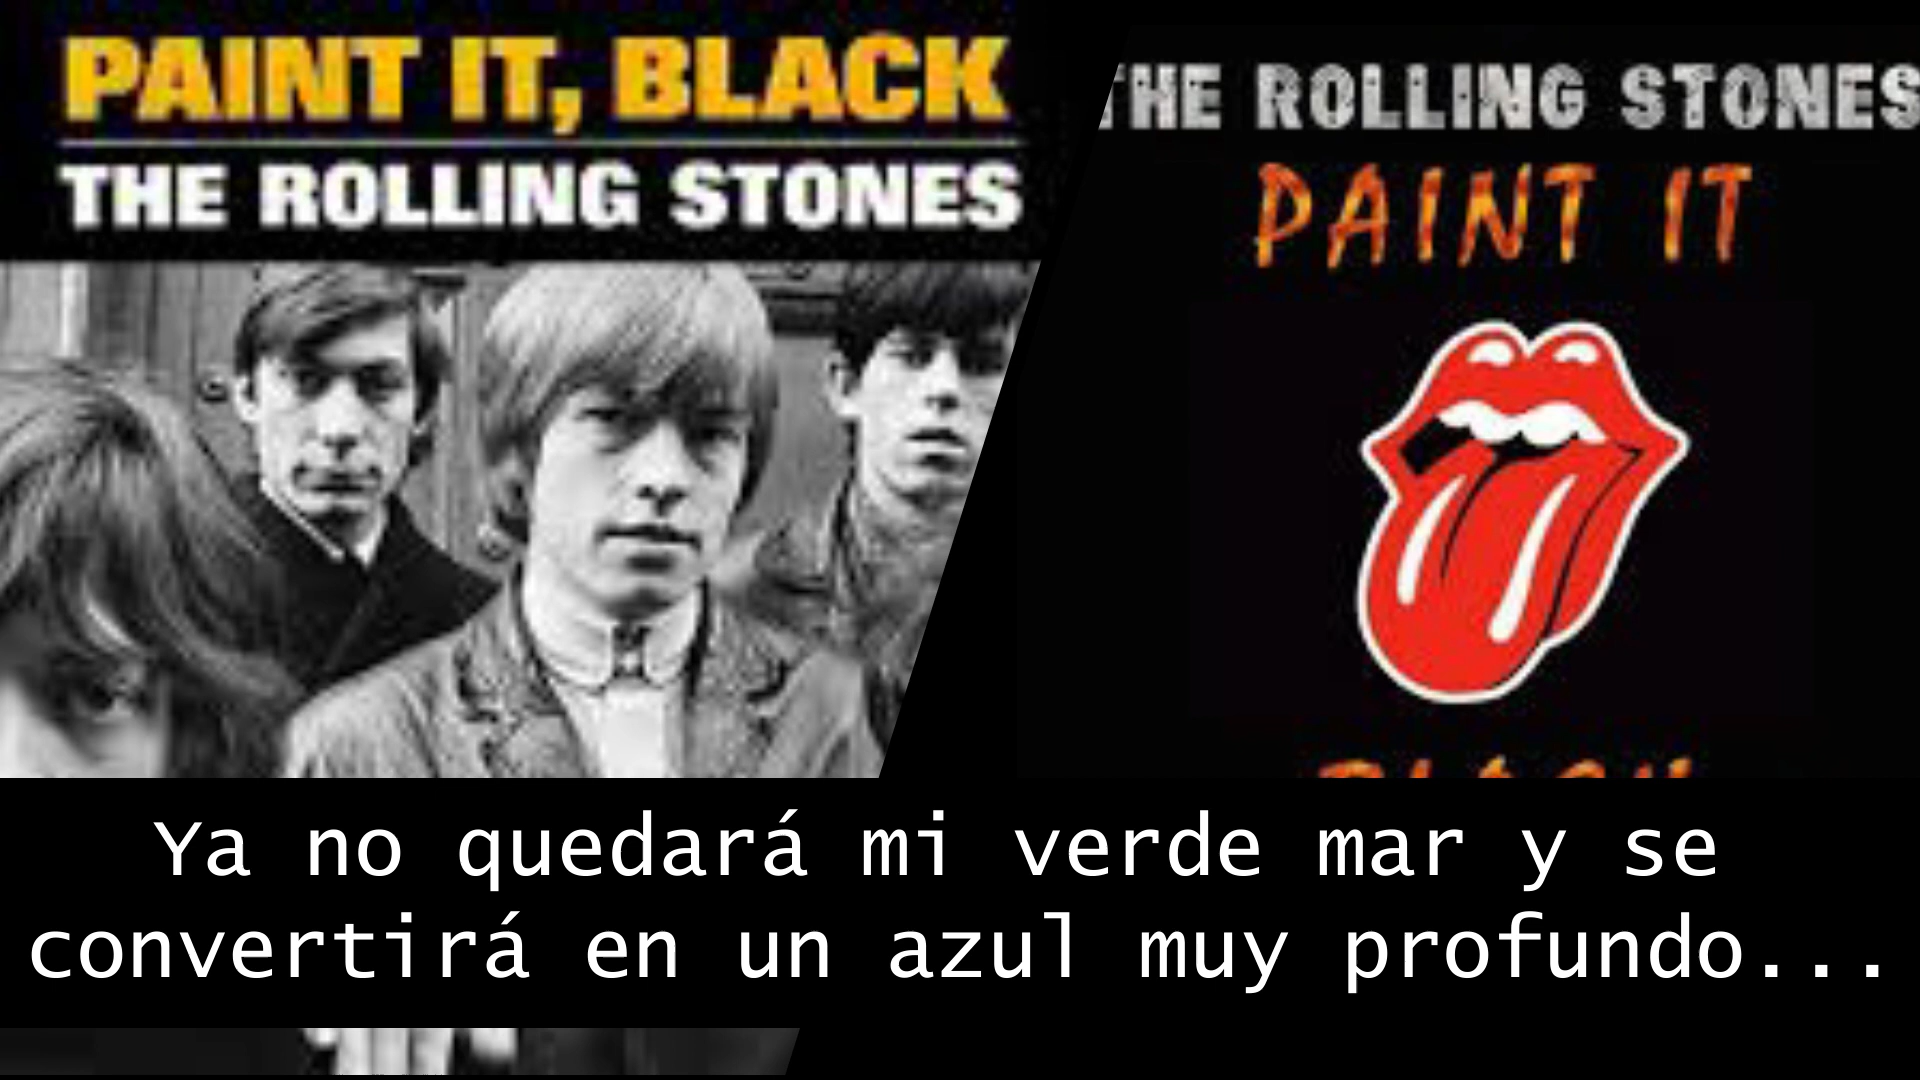 PAINT IT, BLACK
THE ROLLING STONES
THE ROLLING STONES
PAINT IT
Ya no quedará mi verde mar y se
convertirá en un azul muy profundo...